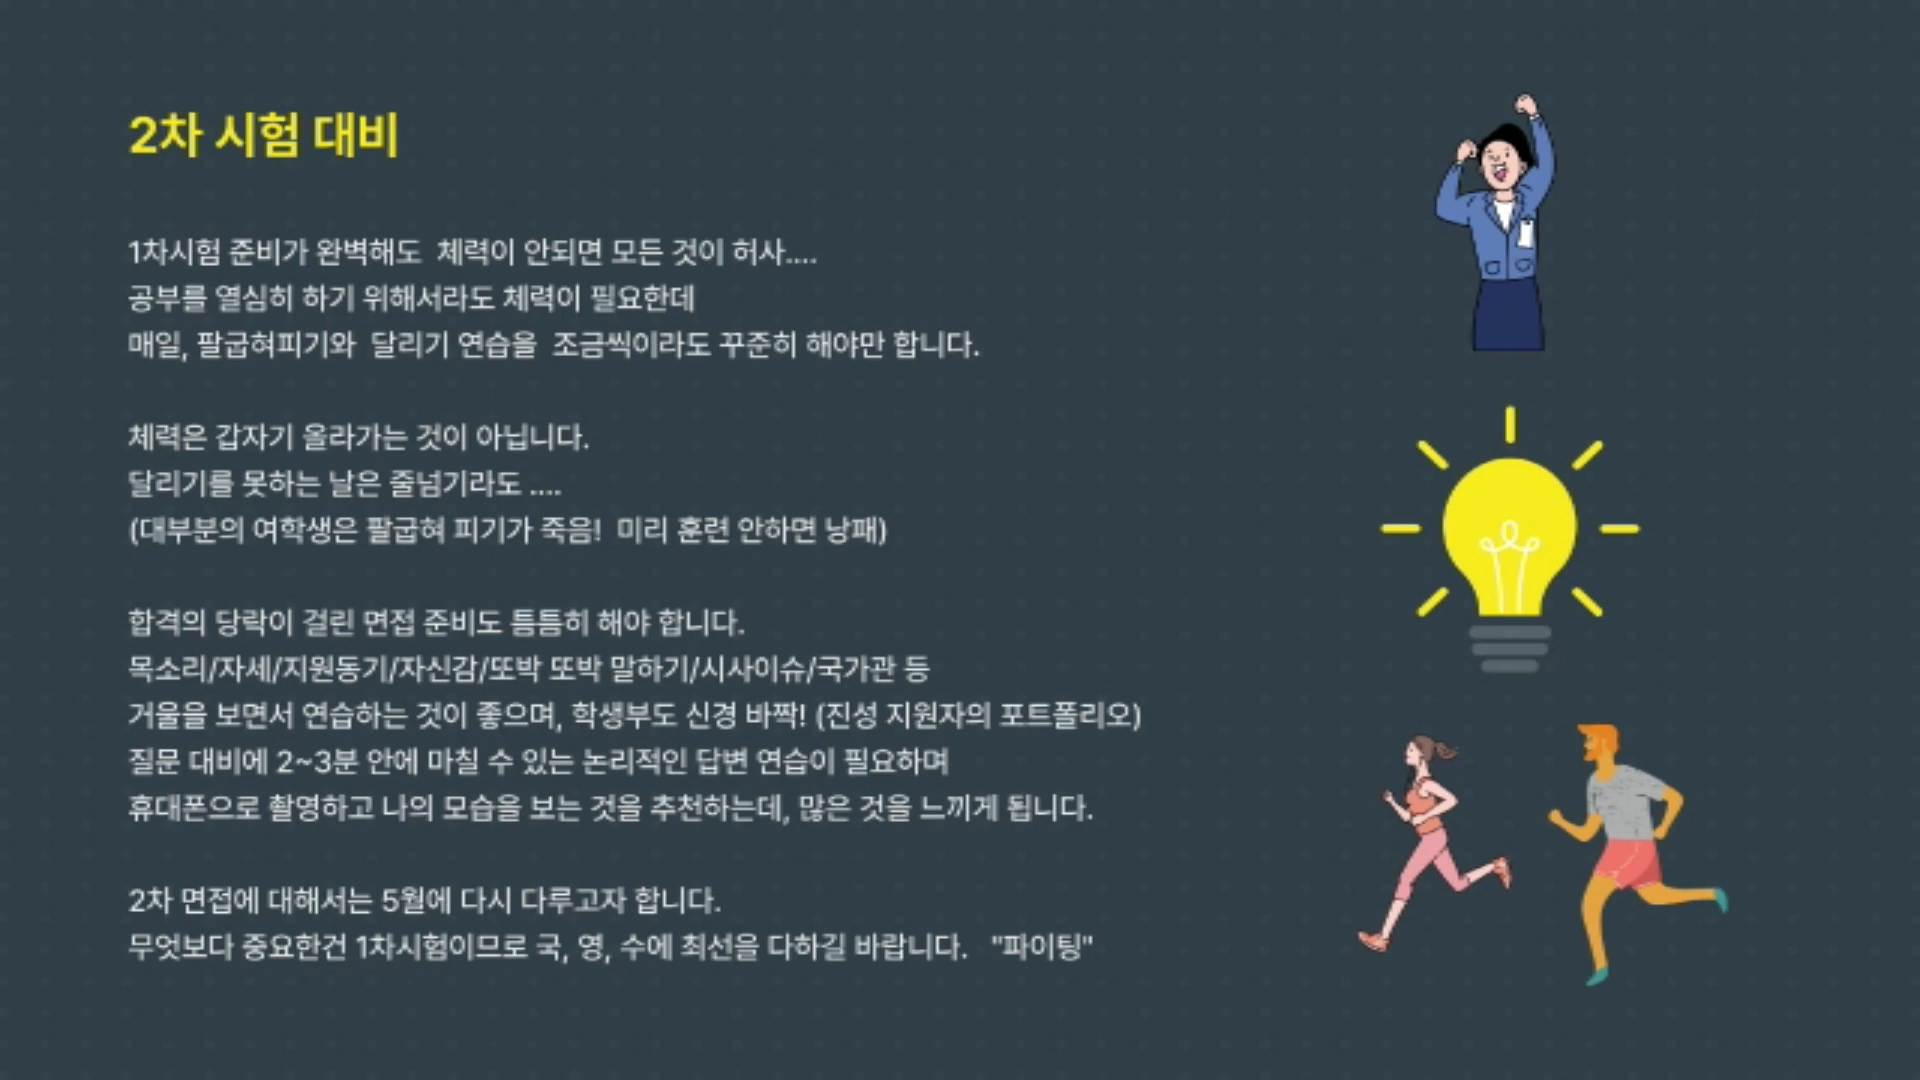 2차 시험 대비
1차시험 준비가 완벽해도 체력이 안되면 모든 것이 허사....
공부를 열심히 하기 위해서라도 체력이 필요한데
매일, 팔굽혀피기와 달리기 연습을 조금씩이라도 꾸준히 해야만 합니다.
체력은 갑자기 올라가는 것이 아닙니다.
달리기를 못하는 날은 줄넘기라도 ....
(대부분의 여학생은 팔굽혀 피기가 죽음! 미리 훈련 안하면 낭패)
합격의 당락이 걸린 면접 준비도 틈틈히 해야 합니다.
목소리/자세/지원동기/자신감/또박 또박 말하기/시사이슈/국가관 등
거울을 보면서 연습하는 것이 좋으며, 학생부도 신경 바짝! (진성 지원자의 포트폴리오)
질문 대비에 2~3분 안에 마칠 수 있는 논리적인 답변 연습이 필요하며
휴대폰으로 촬영하고 나의 모습을 보는 것을 추천하는데, 많은 것을 느끼게 됩니다.
2차 면접에 대해서는 5월에 다시 다루고자 합니다.
무엇보다 중요한건 1차시험이므로 국, 영, 수에 최선을 다하길 바랍니다. "파이팅"